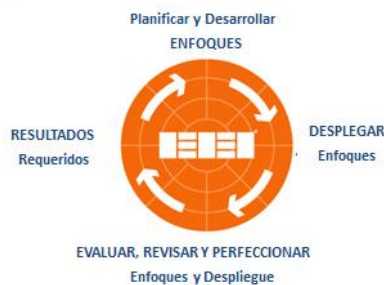 Planificar y Desarrollar
ENFOQUES
RESULTADOS
Requeridos
DESPLEGAR
Enfoques
EVALUAR, REVISAR Y PERFECCIONAR
Enfoques y Despliegue